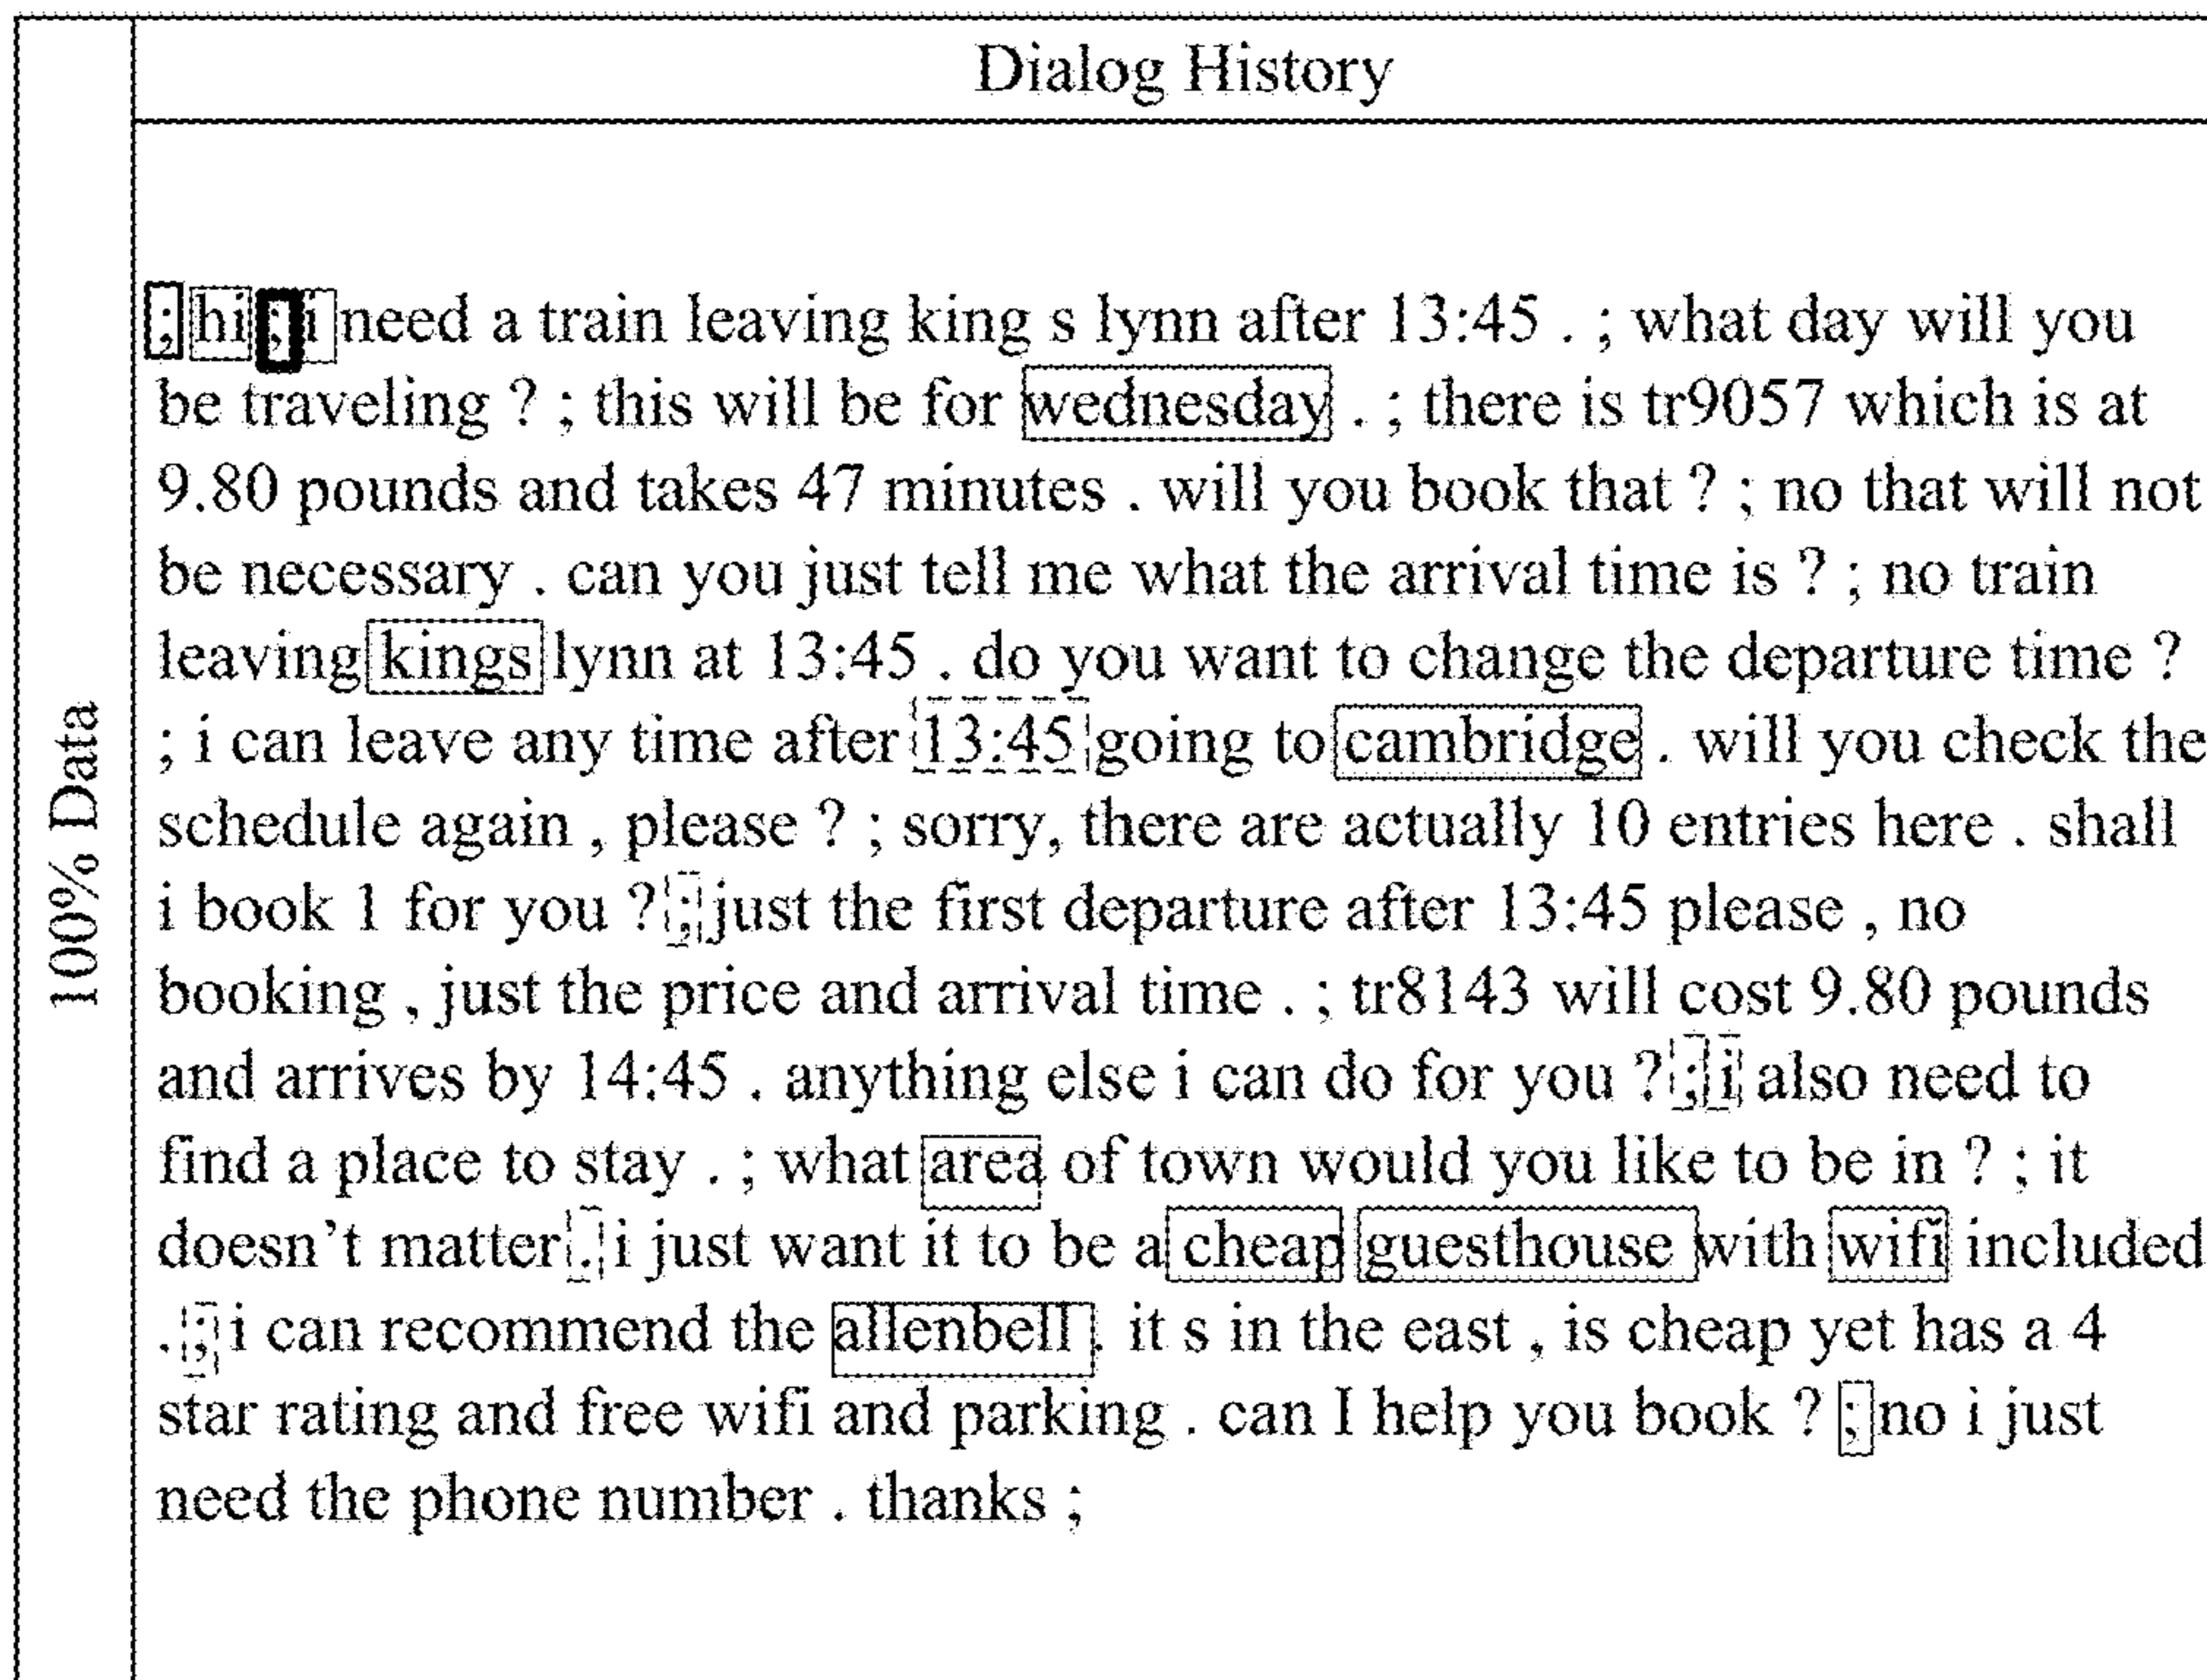 Dialog History
100% Data
; hi ; i need a train leaving king s lynn after 13:45 . ; what day will you
be traveling ? ; this will be for wednesday . ; there is tr9057 which is at
9.80 pounds and takes 47 minutes . will you book that ? ; no that will not
be necessary . can you just tell me what the arrival time is ? ; no train
leaving kings lynn at 13:45 . do you want to change the departure time ?
; i can leave any time after 13:45 going to cambridge . will you check the
schedule again , please ? ; sorry, there are actually 10 entries here . shall
i book 1 for you ? ; just the first departure after 13:45 please , no
booking , just the price and arrival time . ; tr8143 will cost 9.80 pounds
and arrives by 14:45 . anything else i can do for you ? ; i also need to
find a place to stay . ; what area of town would you like to be in ? ; it
doesn't matter . i just want it to be a cheap guesthouse with wifi included
. ; i can recommend the allenbell . it s in the east , is cheap yet has a 4
star rating and free wifi and parking . can I help you book ? ; no i just
need the phone number . thanks ;